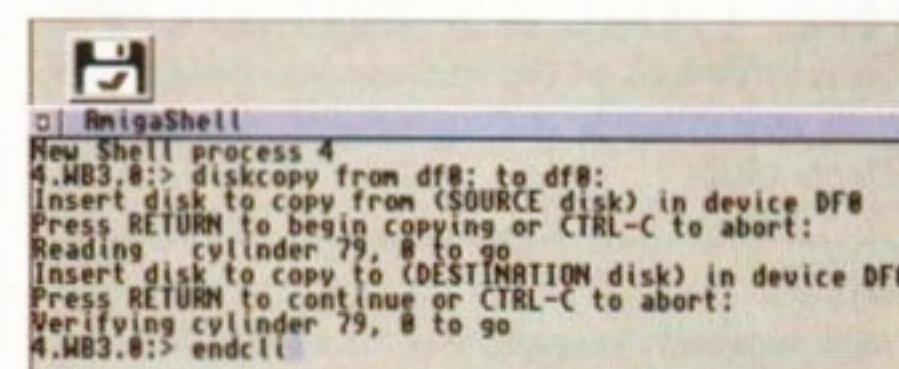 AmigaShell
New Shell process 4
4.WB3.0:> diskcopy from df0: to df0:
Insert disk to copy from (SOURCE disk) in device DF0
Press RETURN to begin copying or CTRL-C to abort:
Reading cylinder 79, 0 to go
Insert disk to copy to (DESTINATION disk) in device DF0
Press RETURN to continue or CTRL-C to abort:
Verifying cylinder 79, 0 to go
4.WB3.0:> endcli